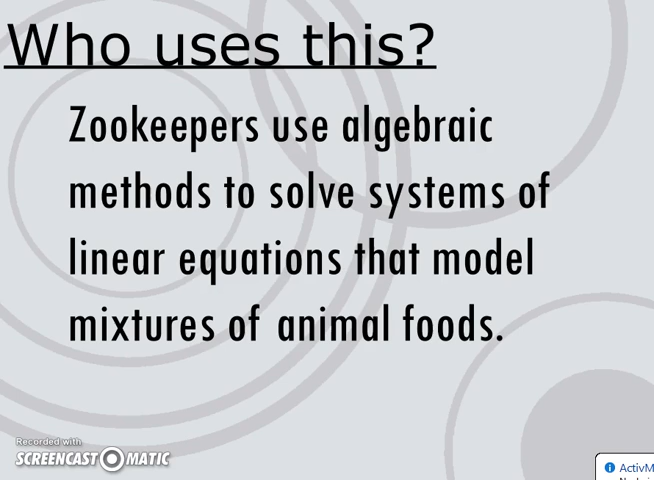 Who uses this?
Zookeepers use algebraic
methods to solve systems of
linear equations that model
mixtures of animal foods.
Recorded with
SCREENCAST MATIC
ActivM